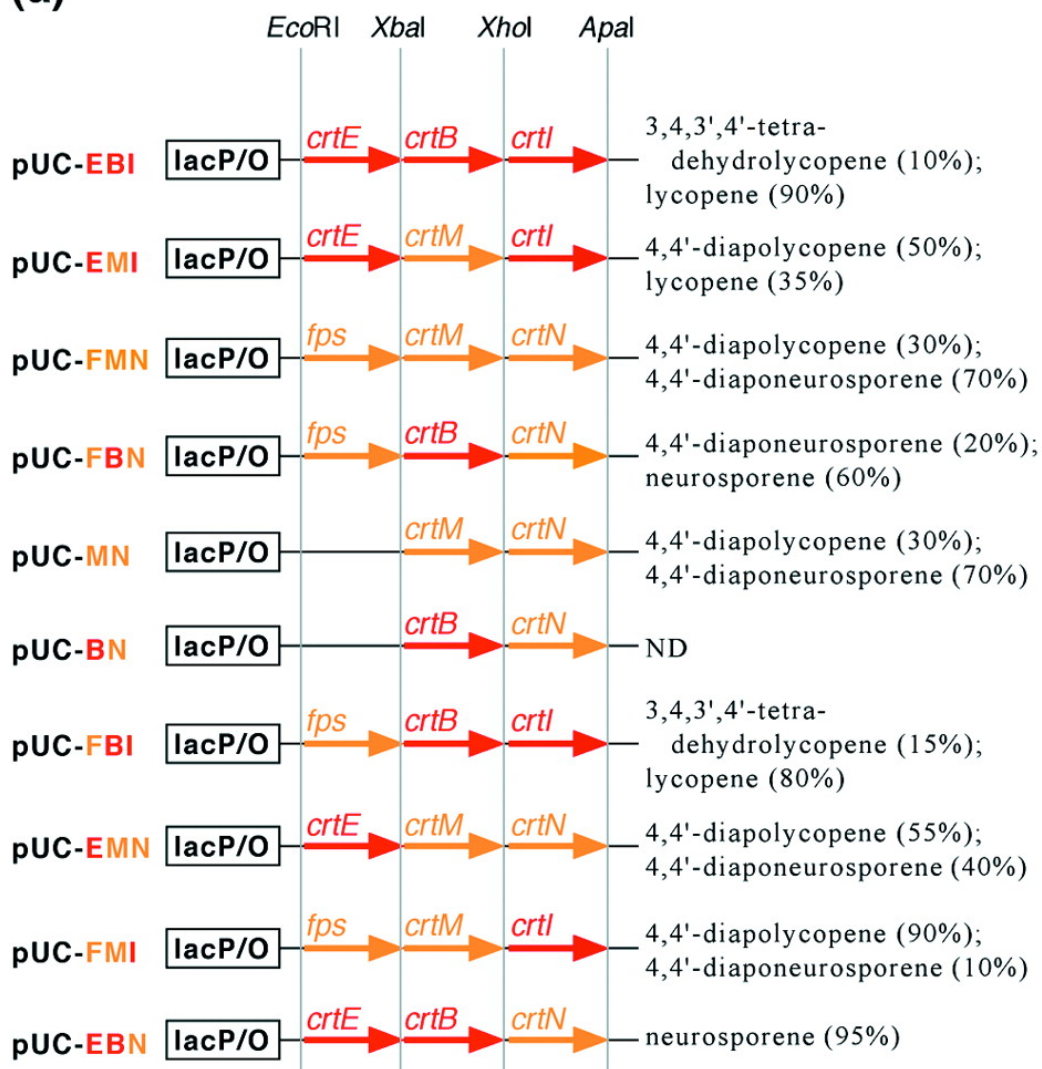 (a)
EcoRI XbaI XhoI ApaI
pUC-EBI lacP/O crtE crtB crtI 3,4,3',4'-tetra-
dehydrolycopene (10%);
lycopene (90%)
pUC-EMI lacP/O crtE crtM crtI 4,4'-diapolycopene (50%);
lycopene (35%)
pUC-FMN lacP/O fps crtM crtN 4,4'-diapolycopene (30%);
4,4'-diaponeurosporene (70%)
pUC-FBN lacP/O fps crtB crtN 4,4'-diaponeurosporene (20%);
neurosporene (60%)
pUC-MN lacP/O crtM crtN 4,4'-diapolycopene (30%);
4,4'-diaponeurosporene (70%)
pUC-BN lacP/O crtB crtN ND
pUC-FBI lacP/O fps crtB crtI 3,4,3',4'-tetra-
dehydrolycopene (15%);
lycopene (80%)
pUC-EMN lacP/O crtE crtM crtN 4,4'-diapolycopene (55%);
4,4'-diaponeurosporene (40%)
pUC-FMI lacP/O fps crtM crtI 4,4'-diapolycopene (90%);
4,4'-diaponeurosporene (10%)
pUC-EBN lacP/O crtE crtB crtN neurosporene (95%)